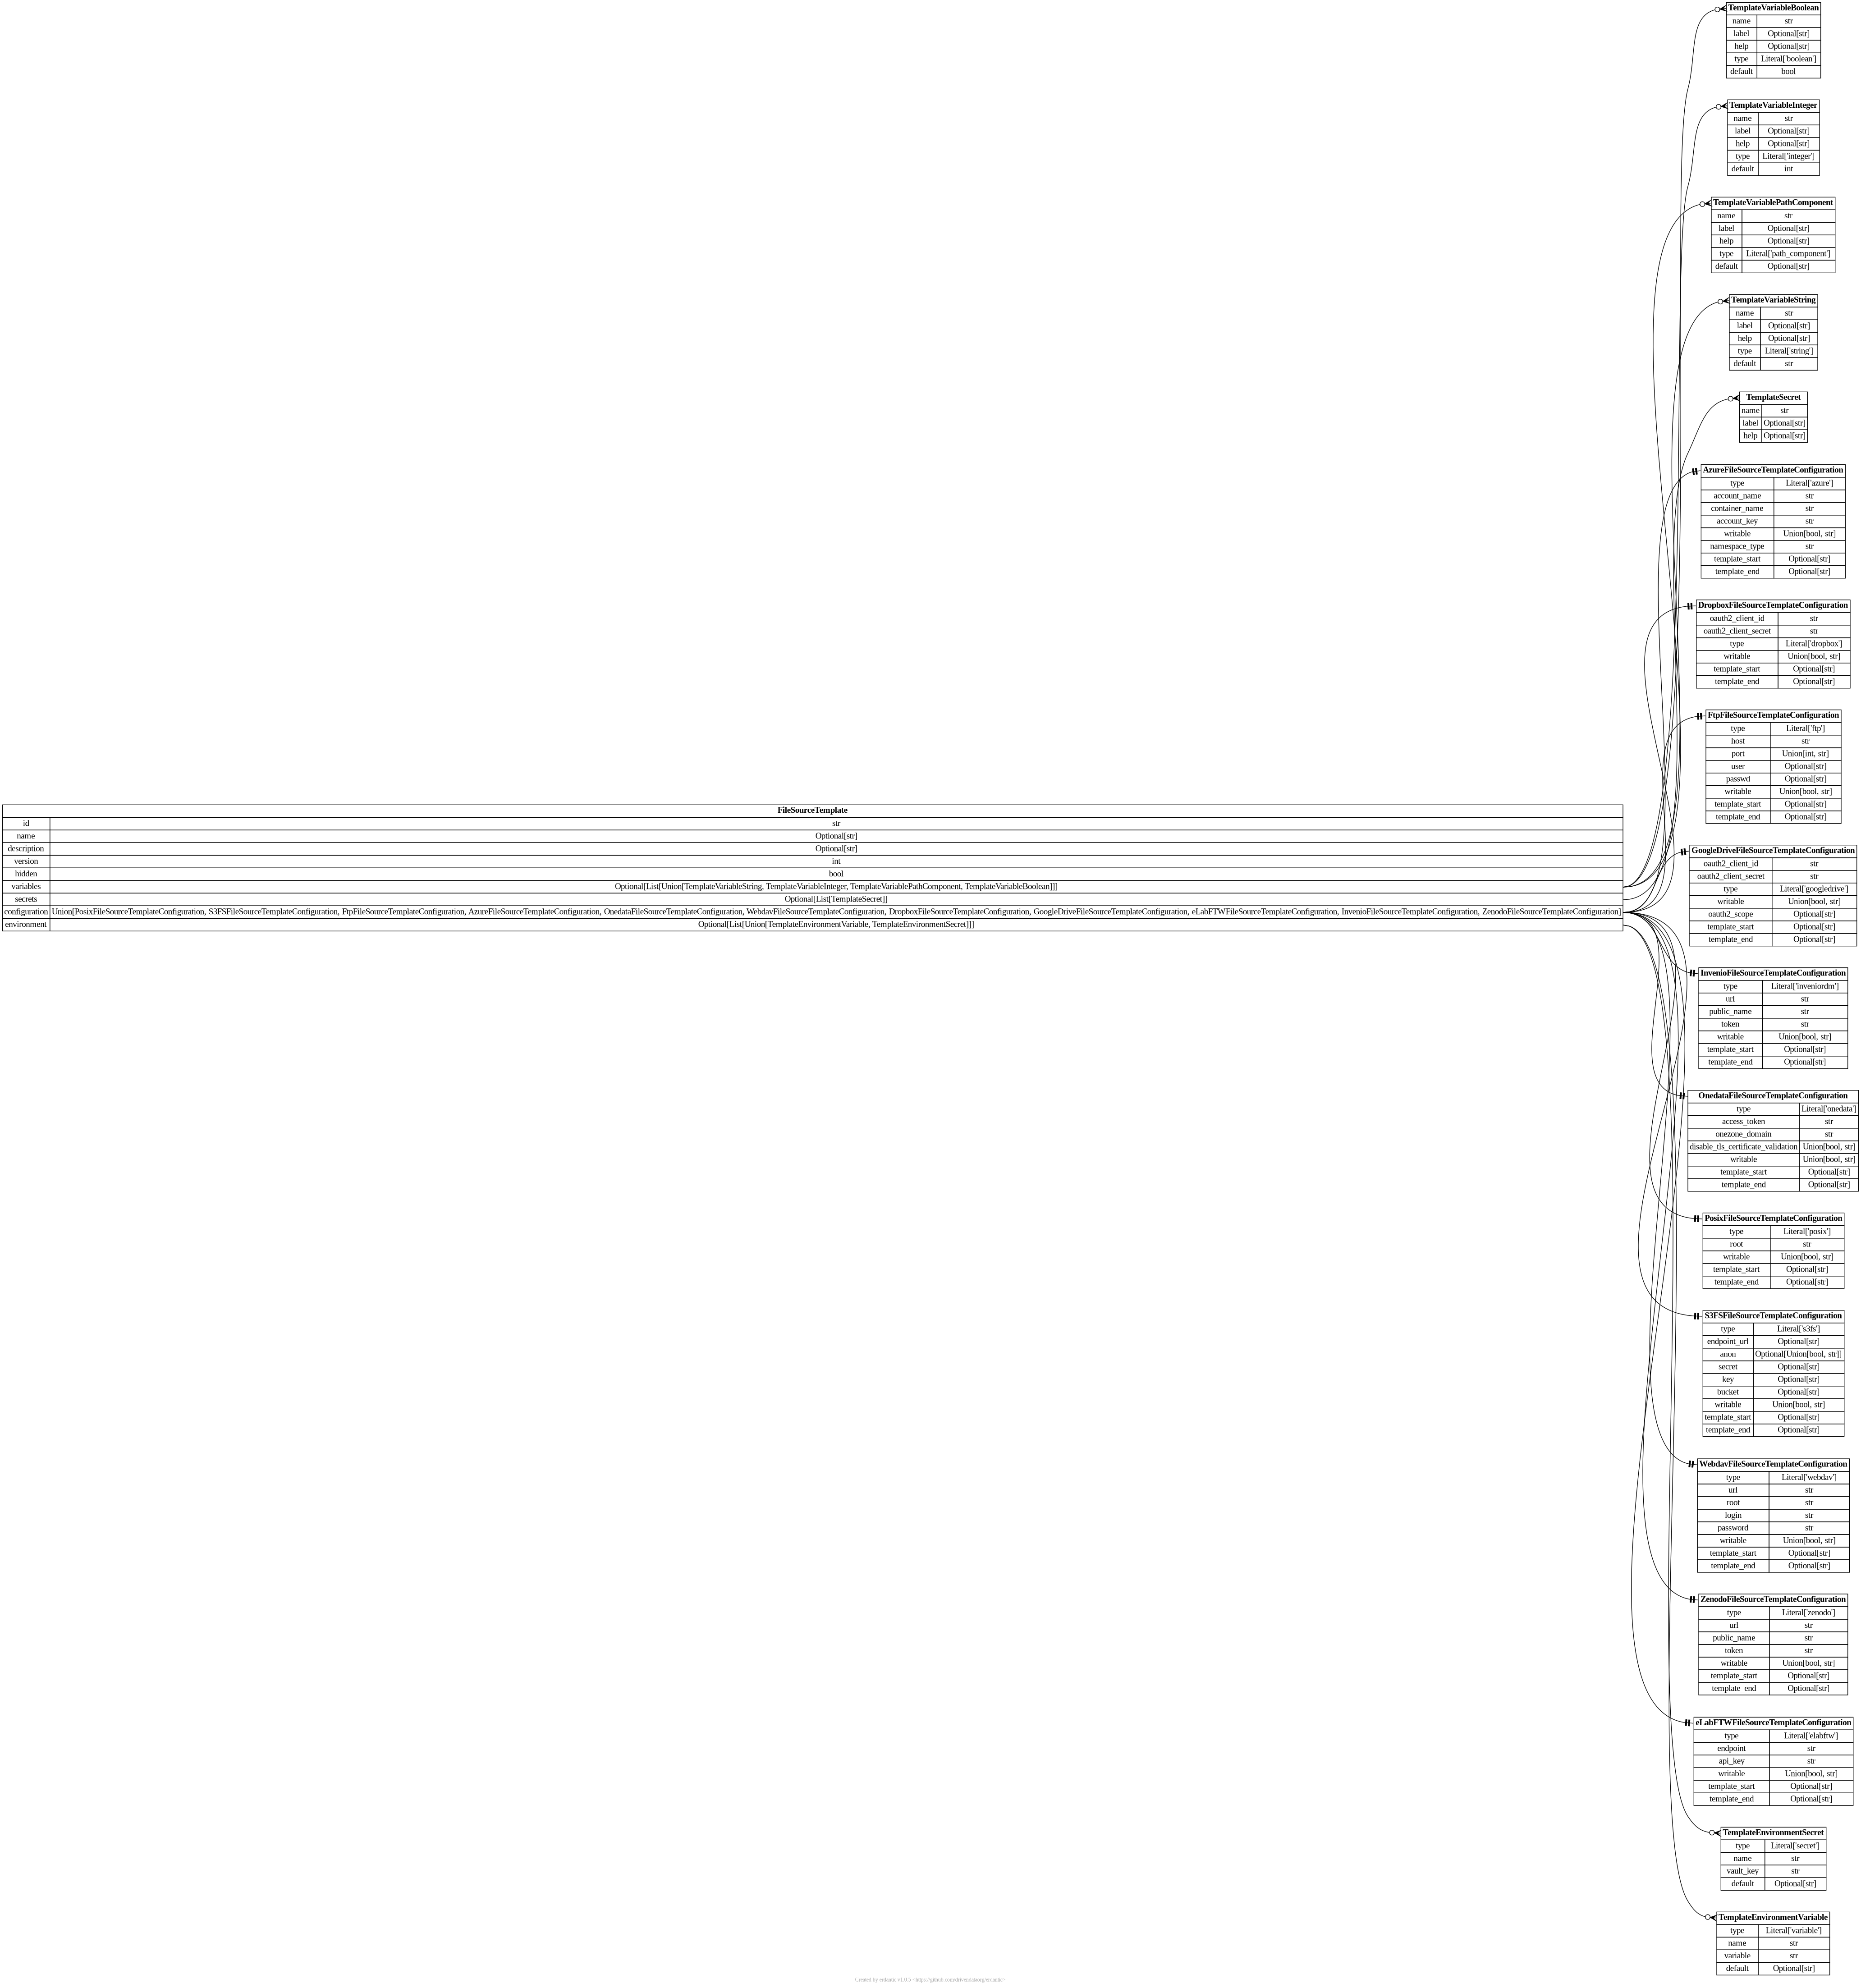 TemplateVariableBoolean
name str
label Optional[str]
help Optional[str]
type Literal['boolean']
default bool
TemplateVariableInteger
name str
label Optional[str]
help Optional[str]
type Literal['integer']
default int
TemplateVariablePathComponent
name str
label Optional[str]
help Optional[str]
type Literal['path_component']
default Optional[str]
TemplateVariableString
name str
label Optional[str]
help Optional[str]
type Literal['string']
default str
TemplateSecret
name str
label Optional[str]
help Optional[str]
AzureFileSourceTemplateConfiguration
type Literal['azure']
account_name str
container_name str
account_key str
writable Union[bool, str]
namespace_type str
template_start Optional[str]
template_end Optional[str]
DropboxFileSourceTemplateConfiguration
oauth2_client_id str
oauth2_client_secret str
type Literal['dropbox']
writable Union[bool, str]
template_start Optional[str]
template_end Optional[str]
FtpFileSourceTemplateConfiguration
type Literal['ftp']
host str
port Union[int, str]
user Optional[str]
passwd Optional[str]
writable Union[bool, str]
template_start Optional[str]
template_end Optional[str]
FileSourceTemplate
id str
name Optional[str]
description Optional[str]
version int
hidden bool
variables Optional[List[Union[TemplateVariableString, TemplateVariableInteger, TemplateVariablePathComponent, TemplateVariableBoolean]]]
secrets Optional[List[TemplateSecret]]
configuration Union[PosixFileSourceTemplateConfiguration, S3FSFileSourceTemplateConfiguration, FtpFileSourceTemplateConfiguration, AzureFileSourceTemplateConfiguration, OnedataFileSourceTemplateConfiguration, WebdavFileSourceTemplateConfiguration, DropboxFileSourceTemplateConfiguration, GoogleDriveFileSourceTemplateConfiguration, eLabFTWFileSourceTemplateConfiguration, InvenioFileSourceTemplateConfiguration, ZenodoFileSourceTemplateConfiguration]
environment Optional[List[Union[TemplateEnvironmentVariable, TemplateEnvironmentSecret]]]
GoogleDriveFileSourceTemplateConfiguration
oauth2_client_id str
oauth2_client_secret str
type Literal['googledrive']
writable Union[bool, str]
oauth2_scope Optional[str]
template_start Optional[str]
template_end Optional[str]
InvenioFileSourceTemplateConfiguration
type Literal['inveniordm']
url str
public_name str
token str
writable Union[bool, str]
template_start Optional[str]
template_end Optional[str]
OnedataFileSourceTemplateConfiguration
type Literal['onedata']
access_token str
onezone_domain str
disable_tls_certificate_validation Union[bool, str]
writable Union[bool, str]
template_start Optional[str]
template_end Optional[str]
PosixFileSourceTemplateConfiguration
type Literal['posix']
root str
writable Union[bool, str]
template_start Optional[str]
template_end Optional[str]
S3FSFileSourceTemplateConfiguration
type Literal['s3fs']
endpoint_url Optional[str]
anon Optional[Union[bool, str]]
secret Optional[str]
key Optional[str]
bucket Optional[str]
writable Union[bool, str]
template_start Optional[str]
template_end Optional[str]
WebdavFileSourceTemplateConfiguration
type Literal['webdav']
url str
root str
login str
password str
writable Union[bool, str]
template_start Optional[str]
template_end Optional[str]
ZenodoFileSourceTemplateConfiguration
type Literal['zenodo']
url str
public_name str
token str
writable Union[bool, str]
template_start Optional[str]
template_end Optional[str]
eLabFTWFileSourceTemplateConfiguration
type Literal['elabftw']
endpoint str
api_key str
writable Union[bool, str]
template_start Optional[str]
template_end Optional[str]
TemplateEnvironmentSecret
type Literal['secret']
name str
vault_key str
default Optional[str]
TemplateEnvironmentVariable
type Literal['variable']
name str
variable str
default Optional[str]
Created by erdantic